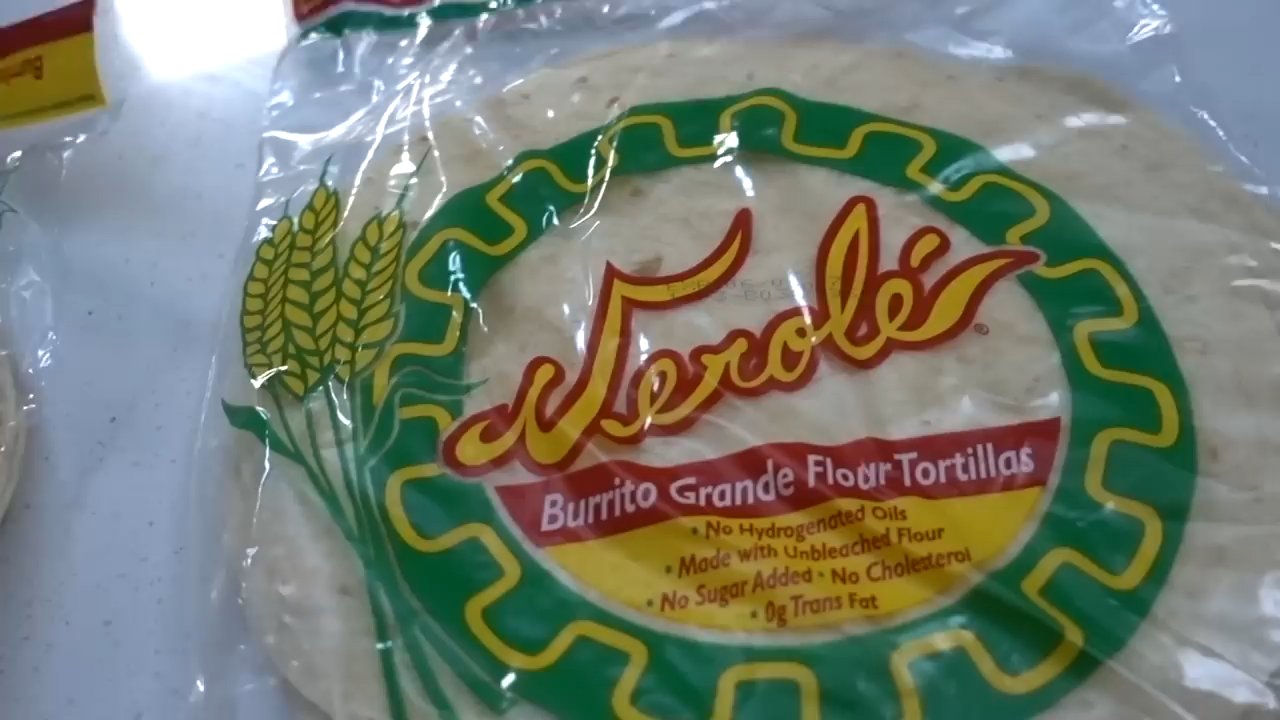 Verolé®
Burrito Grande Flour Tortillas
• No Hydrogenated Oils
• Made with Unbleached Flour
• No Sugar Added • No Cholesterol
• 0g Trans Fat